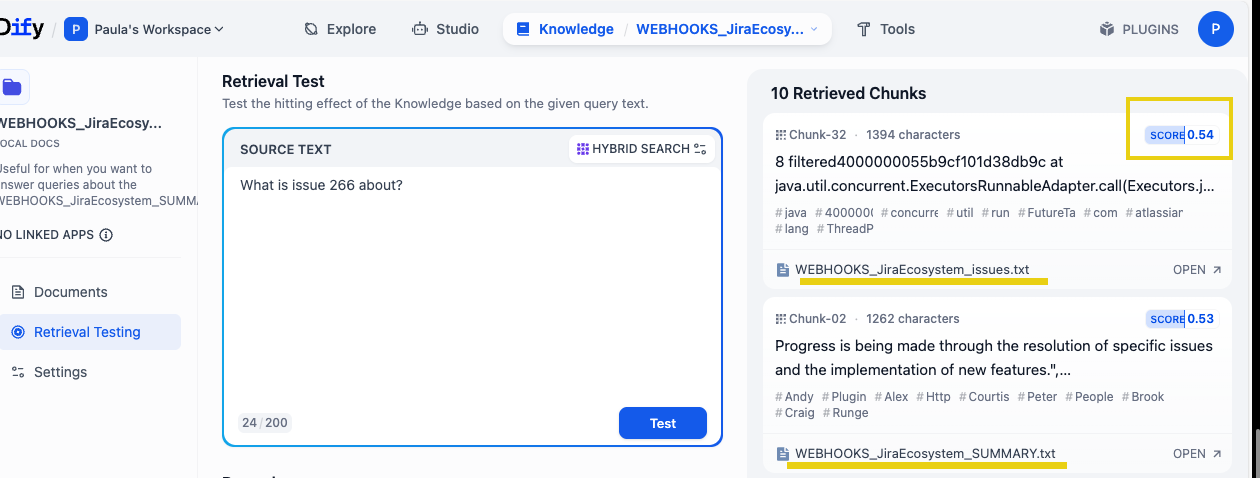 Dify / P Paula's Workspace Explore Studio Knowledge / WEBHOOKS_JiraEcosy... Tools PLUGINS P
WEBHOOKS_JiraEcosy...
LOCAL DOCS
Useful for when you want to
answer queries about the
WEBHOOKS_JiraEcosystem_SUMMA
NO LINKED APPS
Documents
Retrieval Testing
Settings
Retrieval Test
Test the hitting effect of the Knowledge based on the given query text.
SOURCE TEXT HYBRID SEARCH
What is issue 266 about?
24 / 200 Test
10 Retrieved Chunks
Chunk-32 · 1394 characters SCORE 0.54
8 filtered4000000055b9cf101d38db9c at
java.util.concurrent.ExecutorsRunnableAdapter.call(Executors.j...
# java # 400000( # concurre # util # run # FutureTa # com # atlassiar
# lang # ThreadP
WEBHOOKS_JiraEcosystem_issues.txt OPEN
Chunk-02 · 1262 characters SCORE 0.53
Progress is being made through the resolution of specific issues
and the implementation of new features.",...
# Andy # Plugin # Alex # Http # Courtis # Peter # People # Brook
# Craig # Runge
WEBHOOKS_JiraEcosystem_SUMMARY.txt OPEN